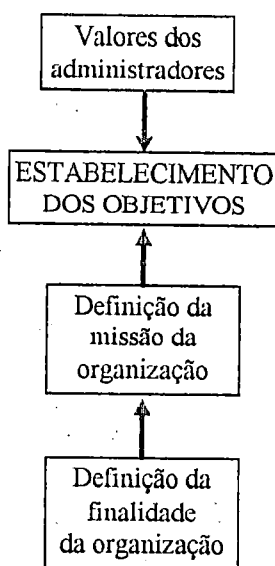 Valores dos
administradores
ESTABELECIMENTO
DOS OBJETIVOS
Definição da
missão da
organização
Definição da
finalidade
da organização